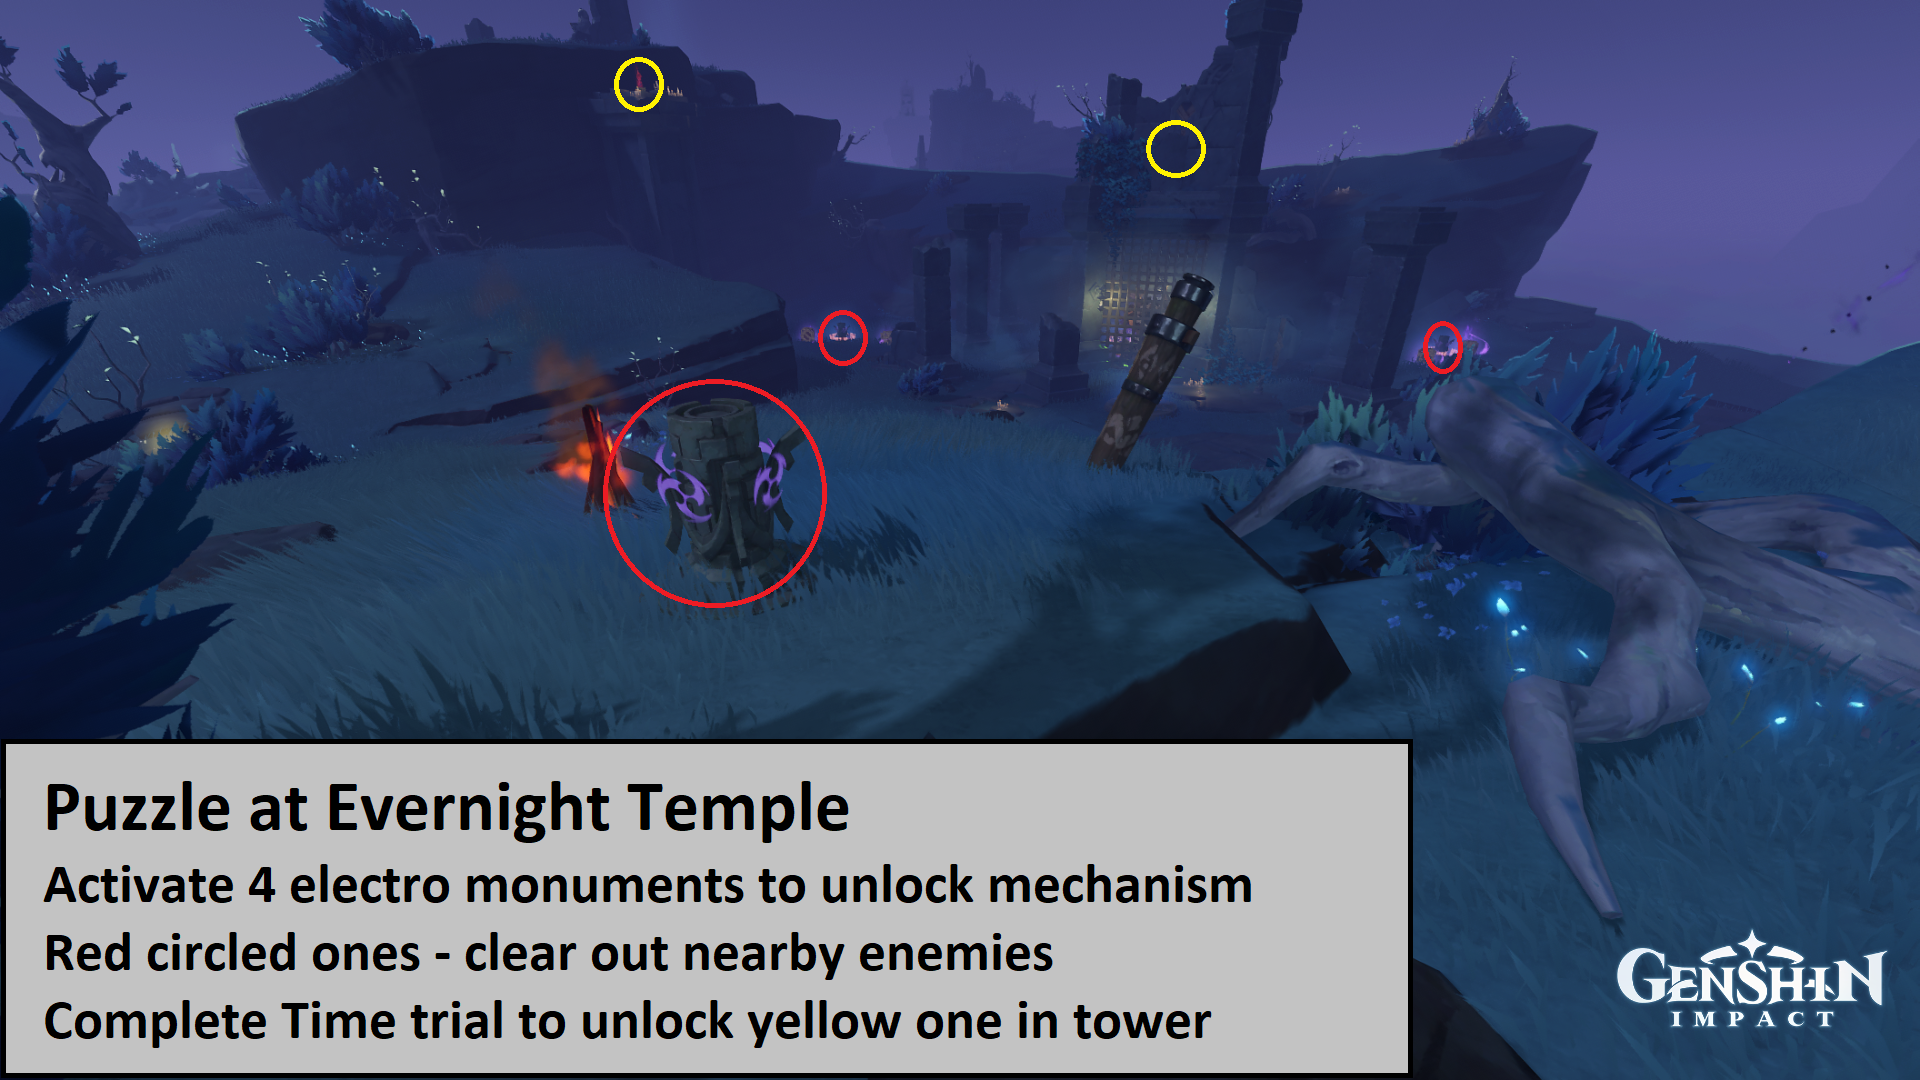 Puzzle at Evernight Temple
Activate 4 electro monuments to unlock mechanism
Red circled ones - clear out nearby enemies
Complete Time trial to unlock yellow one in tower
GENSHIN
IMPACT